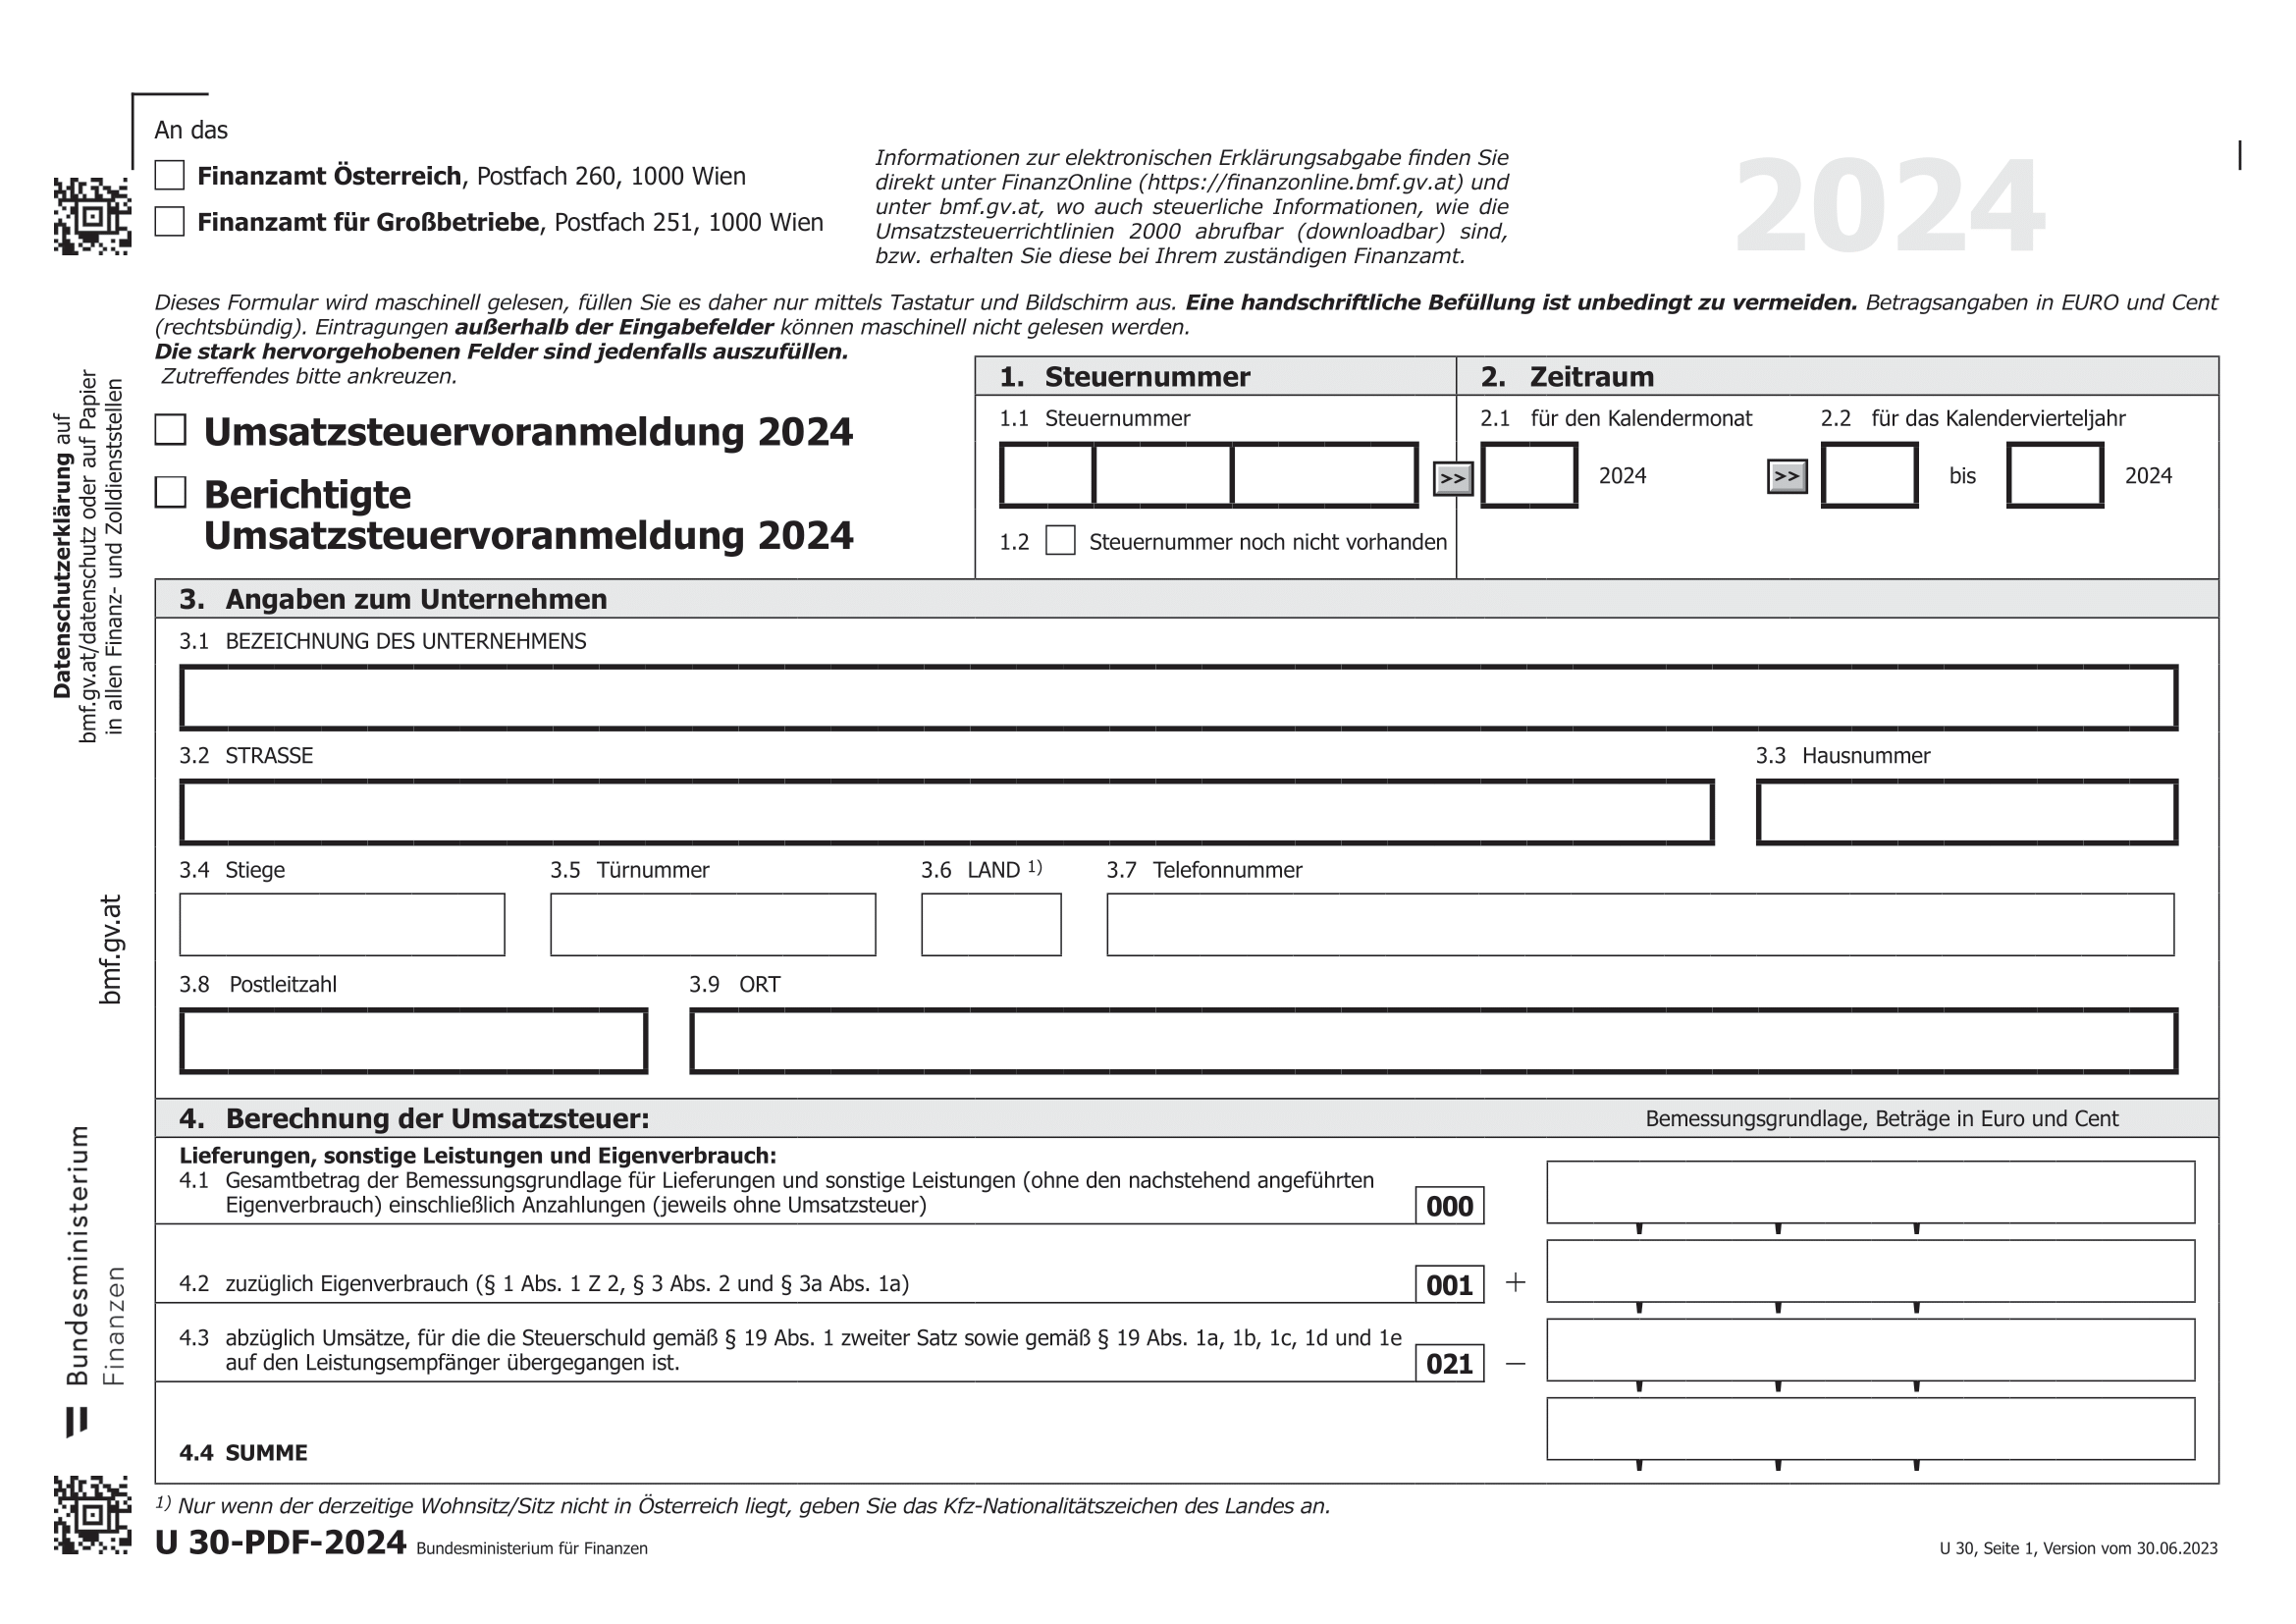 An das
Finanzamt Österreich, Postfach 260, 1000 Wien
Finanzamt für Großbetriebe, Postfach 251, 1000 Wien
Informationen zur elektronischen Erklärungsabgabe finden Sie
direkt unter FinanzOnline (https://finanzonline.bmf.gv.at) und
unter bmf.gv.at, wo auch steuerliche Informationen, wie die
Umsatzsteuerrichtlinien 2000 abrufbar (downloadbar) sind,
bzw. erhalten Sie diese bei Ihrem zuständigen Finanzamt.
2024
Dieses Formular wird maschinell gelesen, füllen Sie es daher nur mittels Tastatur und Bildschirm aus. Eine handschriftliche Befüllung ist unbedingt zu vermeiden. Betragsangaben in EURO und Cent
(rechtsbündig). Eintragungen außerhalb der Eingabefelder können maschinell nicht gelesen werden.
Die stark hervorgehobenen Felder sind jedenfalls auszufüllen.
Zutreffendes bitte ankreuzen.
Umsatzsteuervoranmeldung 2024
Berichtigte
Umsatzsteuervoranmeldung 2024
1. Steuernummer
1.1 Steuernummer
>>
1.2 Steuernummer noch nicht vorhanden
2. Zeitraum
2.1 für den Kalendermonat
2024
>>
2.2 für das Kalendervierteljahr
bis
2024
3. Angaben zum Unternehmen
3.1 BEZEICHNUNG DES UNTERNEHMENS
3.2 STRASSE
3.3 Hausnummer
3.4 Stiege
3.5 Türnummer
3.6 LAND 1)
3.7 Telefonnummer
3.8 Postleitzahl
3.9 ORT
4. Berechnung der Umsatzsteuer:
Bemessungsgrundlage, Beträge in Euro und Cent
Lieferungen, sonstige Leistungen und Eigenverbrauch:
4.1 Gesamtbetrag der Bemessungsgrundlage für Lieferungen und sonstige Leistungen (ohne den nachstehend angeführten
Eigenverbrauch) einschließlich Anzahlungen (jeweils ohne Umsatzsteuer)
000
4.2 zuzüglich Eigenverbrauch (§ 1 Abs. 1 Z 2, § 3 Abs. 2 und § 3a Abs. 1a)
001 +
4.3 abzüglich Umsätze, für die die Steuerschuld gemäß § 19 Abs. 1 zweiter Satz sowie gemäß § 19 Abs. 1a, 1b, 1c, 1d und 1e
auf den Leistungsempfänger übergegangen ist.
021 –
4.4 SUMME
1) Nur wenn der derzeitige Wohnsitz/Sitz nicht in Österreich liegt, geben Sie das Kfz-Nationalitätszeichen des Landes an.
U 30-PDF-2024 Bundesministerium für Finanzen
U 30, Seite 1, Version vom 30.06.2023
Datenschutzerklärung auf
bmf.gv.at/datenschutz oder auf Papier
in allen Finanz- und Zolldienststellen
bmf.gv.at
Bundesministerium
Finanzen